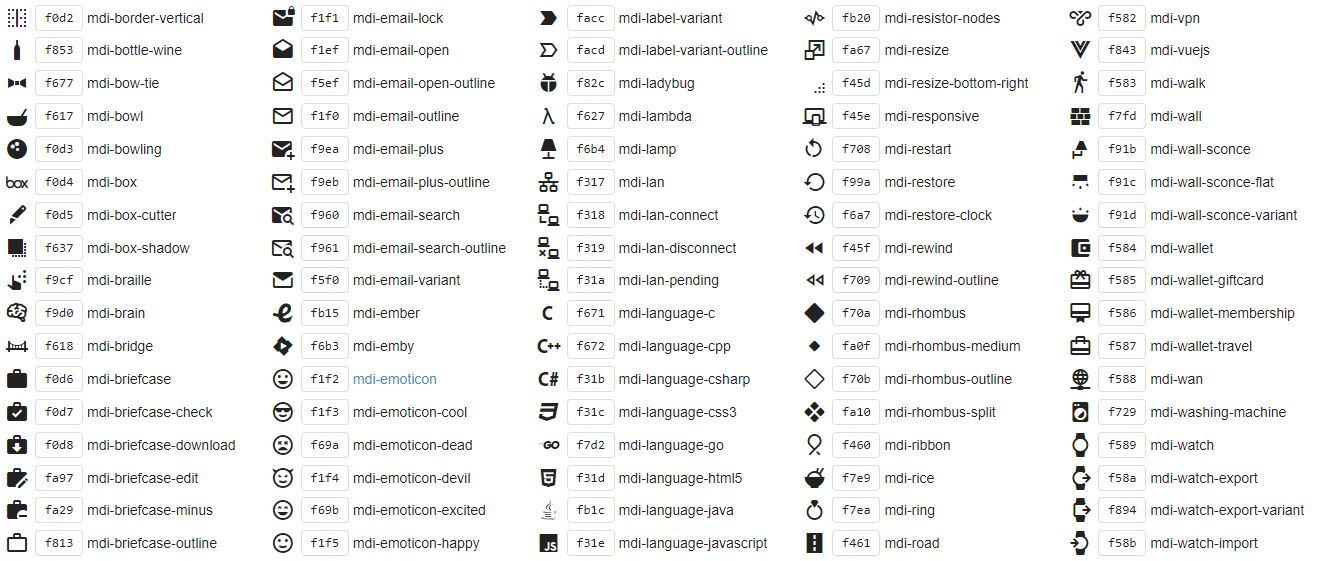 f0d2 mdi-border-vertical f1f1 mdi-email-lock facc mdi-label-variant fb20 mdi-resistor-nodes f582 mdi-vpn
f853 mdi-bottle-wine f1ef mdi-email-open facd mdi-label-variant-outline fa67 mdi-resize f843 mdi-vuejs
f677 mdi-bow-tie f5ef mdi-email-open-outline f82c mdi-ladybug f45d mdi-resize-bottom-right f583 mdi-walk
f617 mdi-bowl f1f0 mdi-email-outline f627 mdi-lambda f45e mdi-responsive f7fd mdi-wall
f0d3 mdi-bowling f9ea mdi-email-plus f6b4 mdi-lamp f708 mdi-restart f91b mdi-wall-sconce
box f0d4 mdi-box f9eb mdi-email-plus-outline f317 mdi-lan f99a mdi-restore f91c mdi-wall-sconce-flat
f0d5 mdi-box-cutter f960 mdi-email-search f318 mdi-lan-connect f6a7 mdi-restore-clock f91d mdi-wall-sconce-variant
f637 mdi-box-shadow f961 mdi-email-search-outline f319 mdi-lan-disconnect f45f mdi-rewind f584 mdi-wallet
f9cf mdi-braille f5f0 mdi-email-variant f31a mdi-lan-pending f709 mdi-rewind-outline f585 mdi-wallet-giftcard
f9d0 mdi-brain e fb15 mdi-ember C f671 mdi-language-c f70a mdi-rhombus f586 mdi-wallet-membership
f618 mdi-bridge f6b3 mdi-emby C++ f672 mdi-language-cpp fa0f mdi-rhombus-medium f587 mdi-wallet-travel
f0d6 mdi-briefcase f1f2 mdi-emoticon C# f31b mdi-language-csharp f70b mdi-rhombus-outline f588 mdi-wan
f0d7 mdi-briefcase-check f1f3 mdi-emoticon-cool f31c mdi-language-css3 fa10 mdi-rhombus-split f729 mdi-washing-machine
f0d8 mdi-briefcase-download f69a mdi-emoticon-dead GO f7d2 mdi-language-go f460 mdi-ribbon f589 mdi-watch
fa97 mdi-briefcase-edit f1f4 mdi-emoticon-devil f31d mdi-language-html5 f7e9 mdi-rice f58a mdi-watch-export
fa29 mdi-briefcase-minus f69b mdi-emoticon-excited fb1c mdi-language-java f7ea mdi-ring f894 mdi-watch-export-variant
f813 mdi-briefcase-outline f1f5 mdi-emoticon-happy JS f31e mdi-language-javascript f461 mdi-road f58b mdi-watch-import